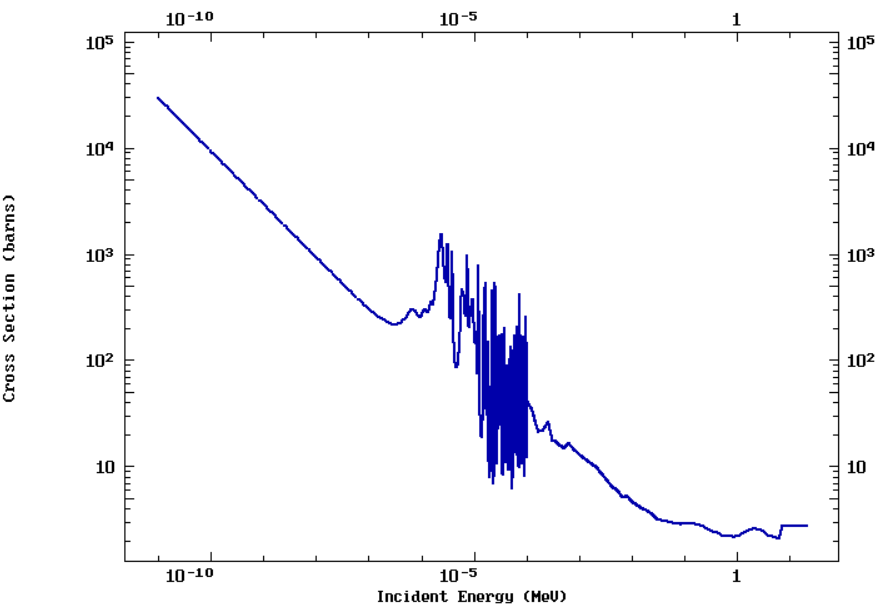 10⁻¹⁰ 10⁻⁵ 1
10⁵ 10⁵
10⁴ 10⁴
10³ 10³
10² 10²
10 10
Cross Section (barns)
10⁻¹⁰ 10⁻⁵ 1
Incident Energy (MeV)